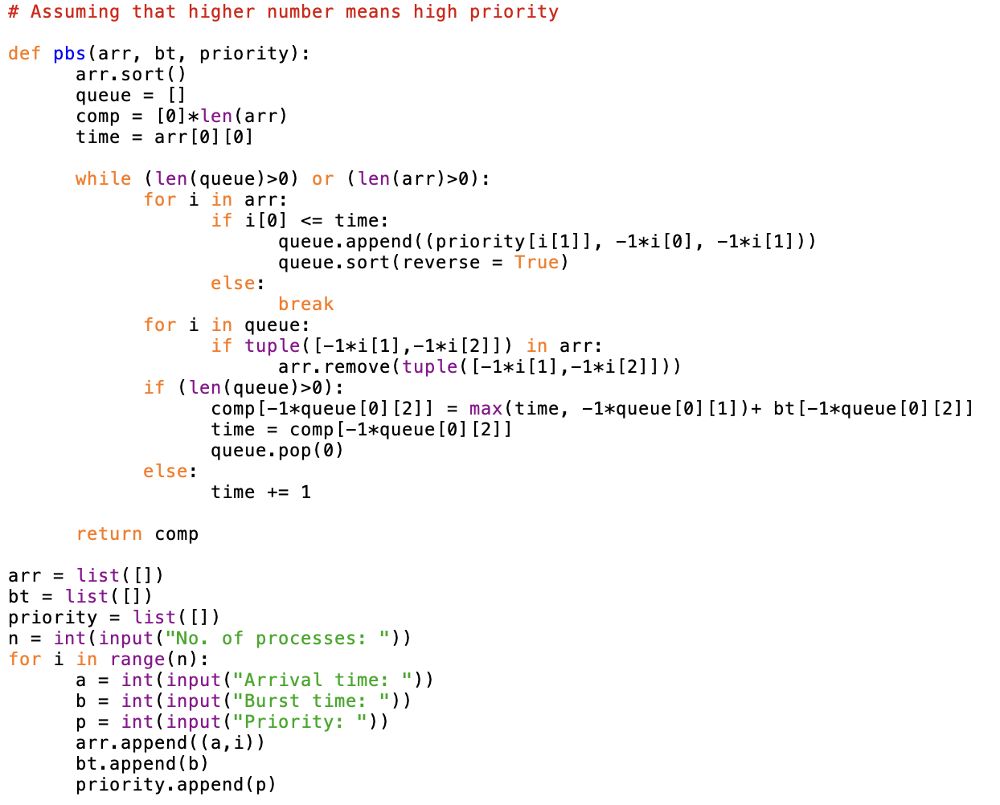 # Assuming that higher number means high priority
def pbs(arr, bt, priority):
      arr.sort()
      queue = []
      comp = [0]*len(arr)
      time = arr[0][0]
      while (len(queue)>0) or (len(arr)>0):
            for i in arr:
                  if i[0] <= time:
                        queue.append((priority[i[1]], -1*i[0], -1*i[1]))
                        queue.sort(reverse = True)
                  else:
                        break
            for i in queue:
                  if tuple([-1*i[1],-1*i[2]]) in arr:
                        arr.remove(tuple([-1*i[1],-1*i[2]]))
            if (len(queue)>0):
                  comp[-1*queue[0][2]] = max(time, -1*queue[0][1])+ bt[-1*queue[0][2]]
                  time = comp[-1*queue[0][2]]
                  queue.pop(0)
            else:
                  time += 1
      return comp
arr = list([])
bt = list([])
priority = list([])
n = int(input("No. of processes: "))
for i in range(n):
      a = int(input("Arrival time: "))
      b = int(input("Burst time: "))
      p = int(input("Priority: "))
      arr.append((a,i))
      bt.append(b)
      priority.append(p)